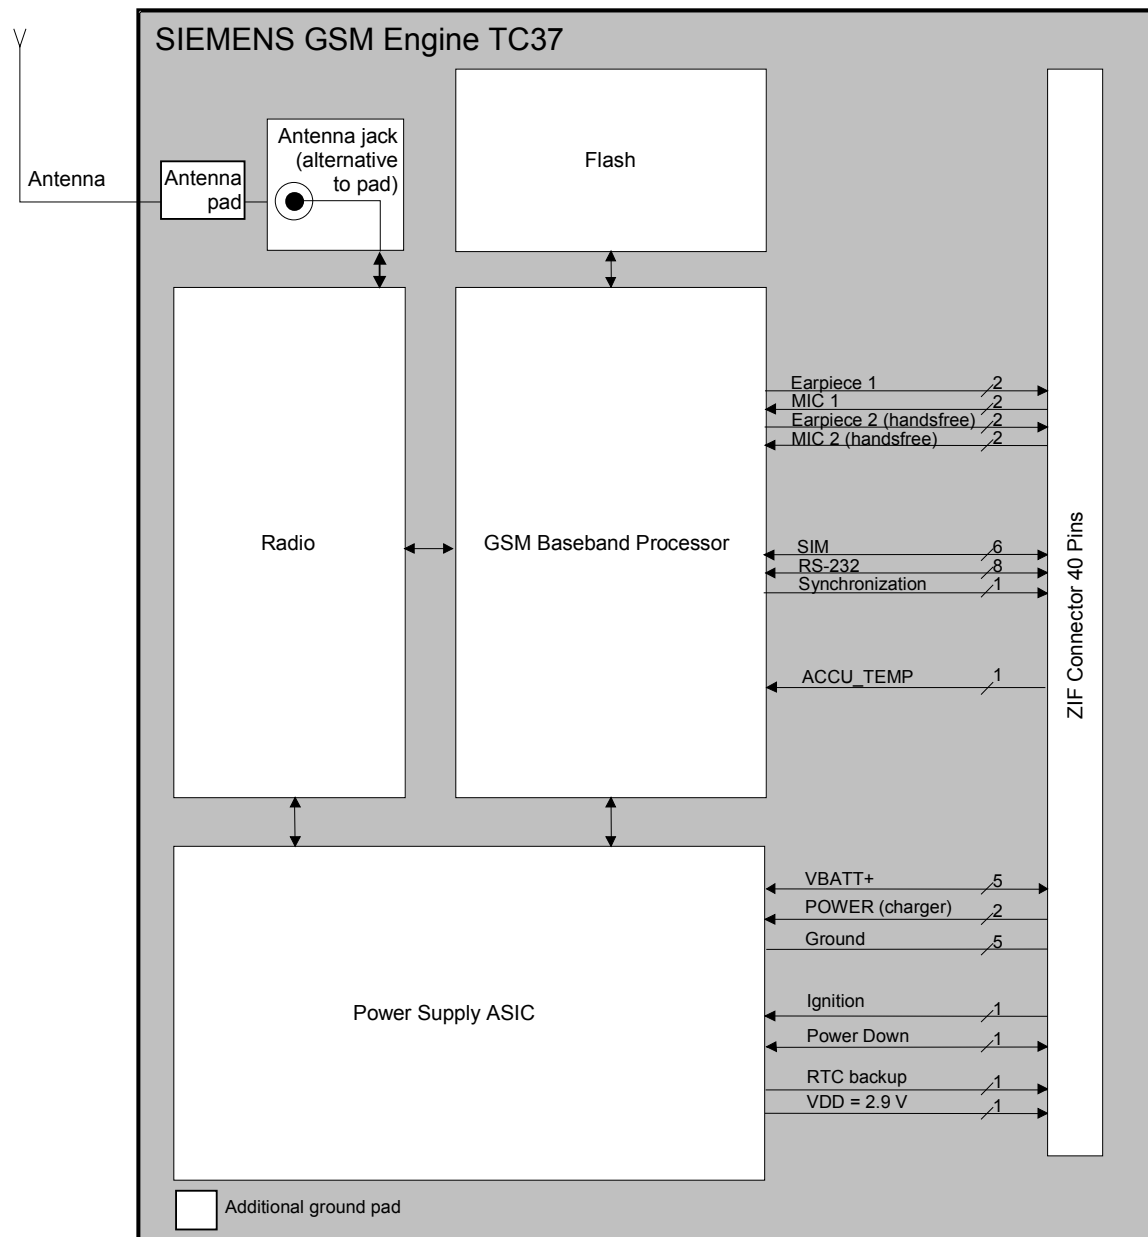 SIEMENS GSM Engine TC37
Antenna jack
(alternative
to pad)
Flash
Antenna
Antenna
pad
Earpiece 1 2
MIC 1 2
Earpiece 2 (handsfree) 2
MIC 2 (handsfree) 2
Radio
GSM Baseband Processor
SIM 6
RS-232 8
Synchronization 1
ACCU_TEMP 1
ZIF Connector 40 Pins
VBATT+ 5
POWER (charger) 2
Ground 5
Power Supply ASIC
Ignition 1
Power Down 1
RTC backup 1
VDD = 2.9 V 1
Additional ground pad